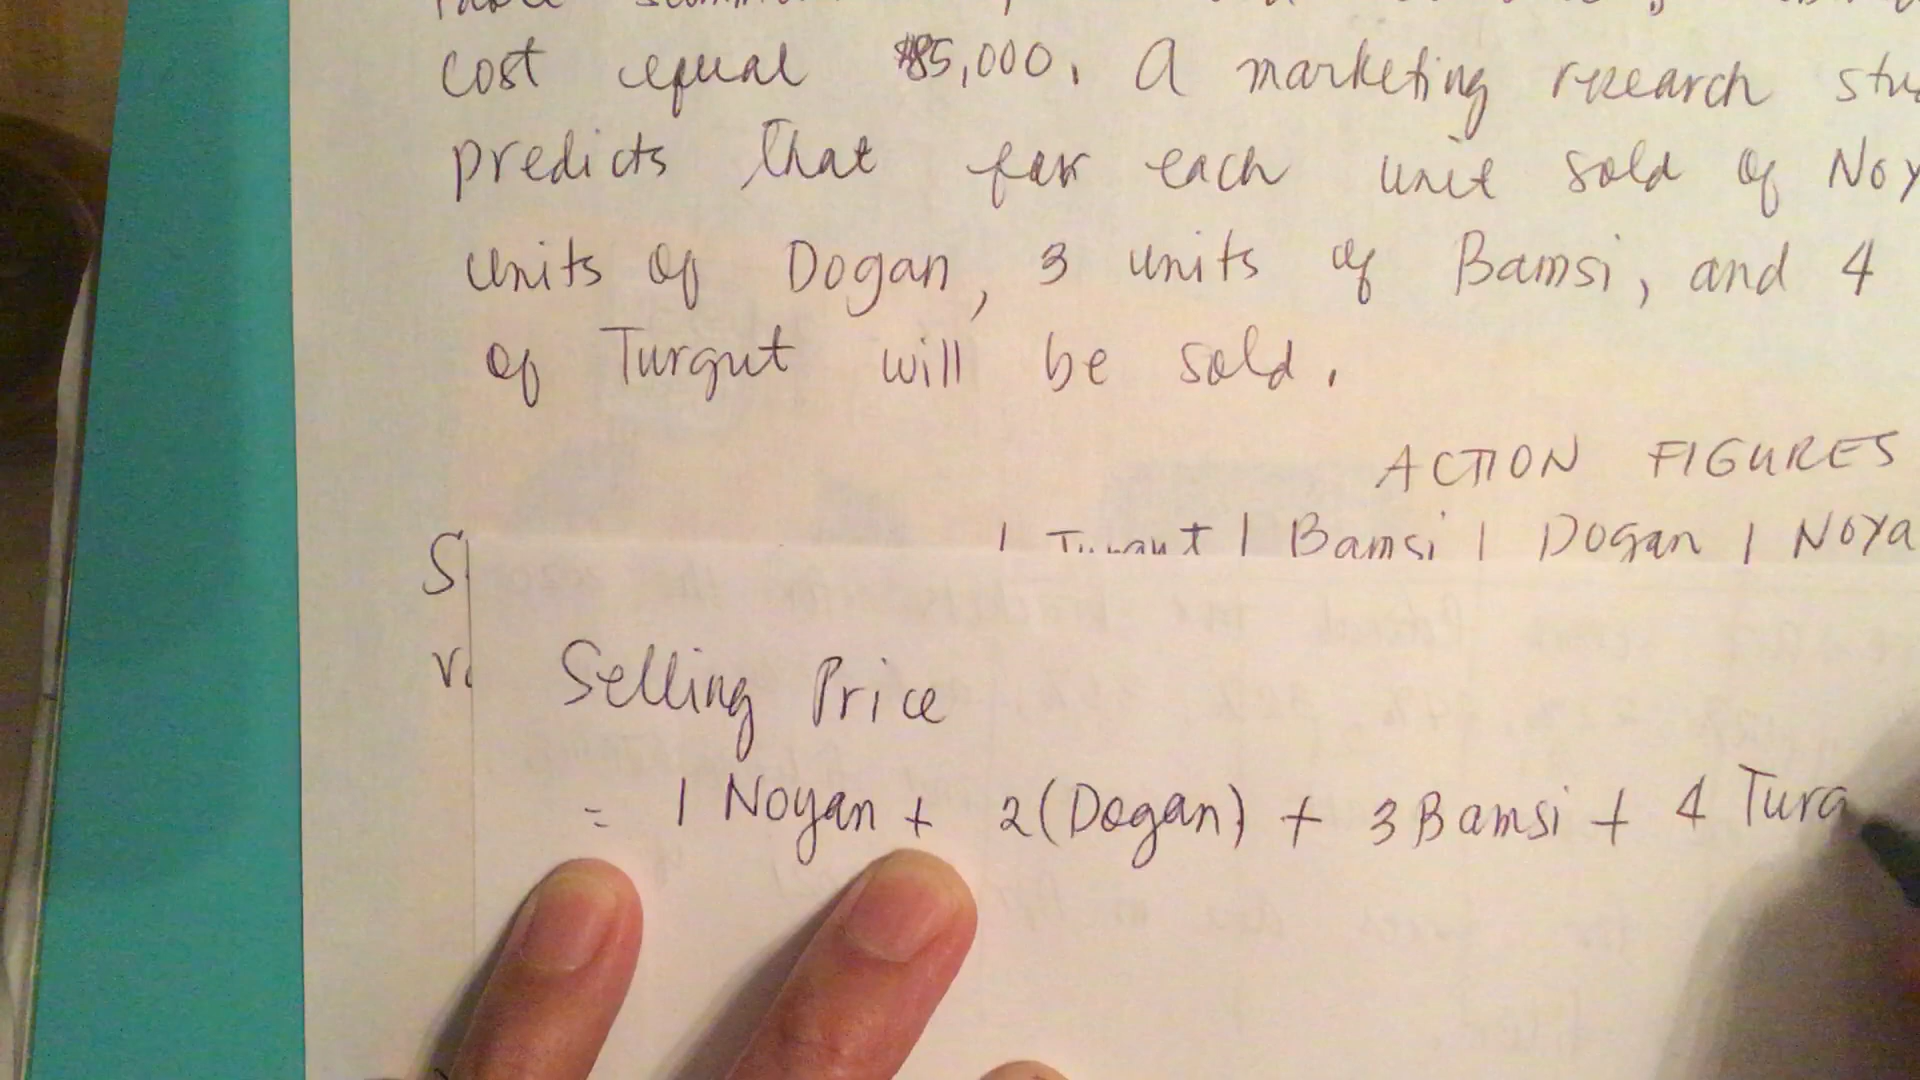 cost equal $85,000. A marketing research
predicts that for each unit sold of
units of Dogan, 3 units of Bamsi, and 4
of Turgut will be sold.
ACTION FIGURES
| Turgut | Bamsi | Dogan | Noya
Selling Price
= 1 Noyan + 2(Dogan) + 3 Bamsi + 4 Turg